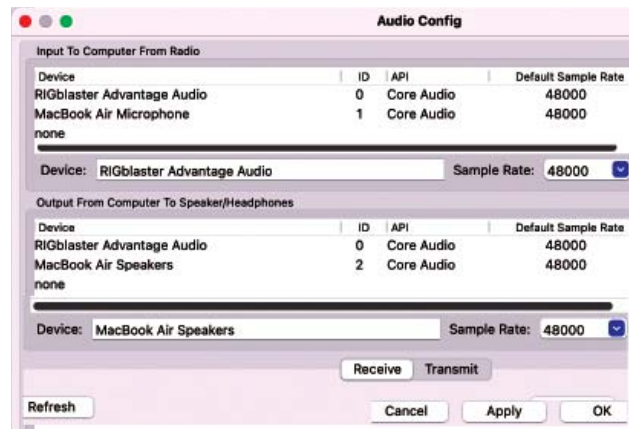 Audio Config
Input To Computer From Radio
Device ID API Default Sample Rate
RIGblaster Advantage Audio 0 Core Audio 48000
MacBook Air Microphone 1 Core Audio 48000
none
Device: RIGblaster Advantage Audio Sample Rate: 48000
Output From Computer To Speaker/Headphones
Device ID API Default Sample Rate
RIGblaster Advantage Audio 0 Core Audio 48000
MacBook Air Speakers 2 Core Audio 48000
none
Device: MacBook Air Speakers Sample Rate: 48000
Receive Transmit
Refresh Cancel Apply OK